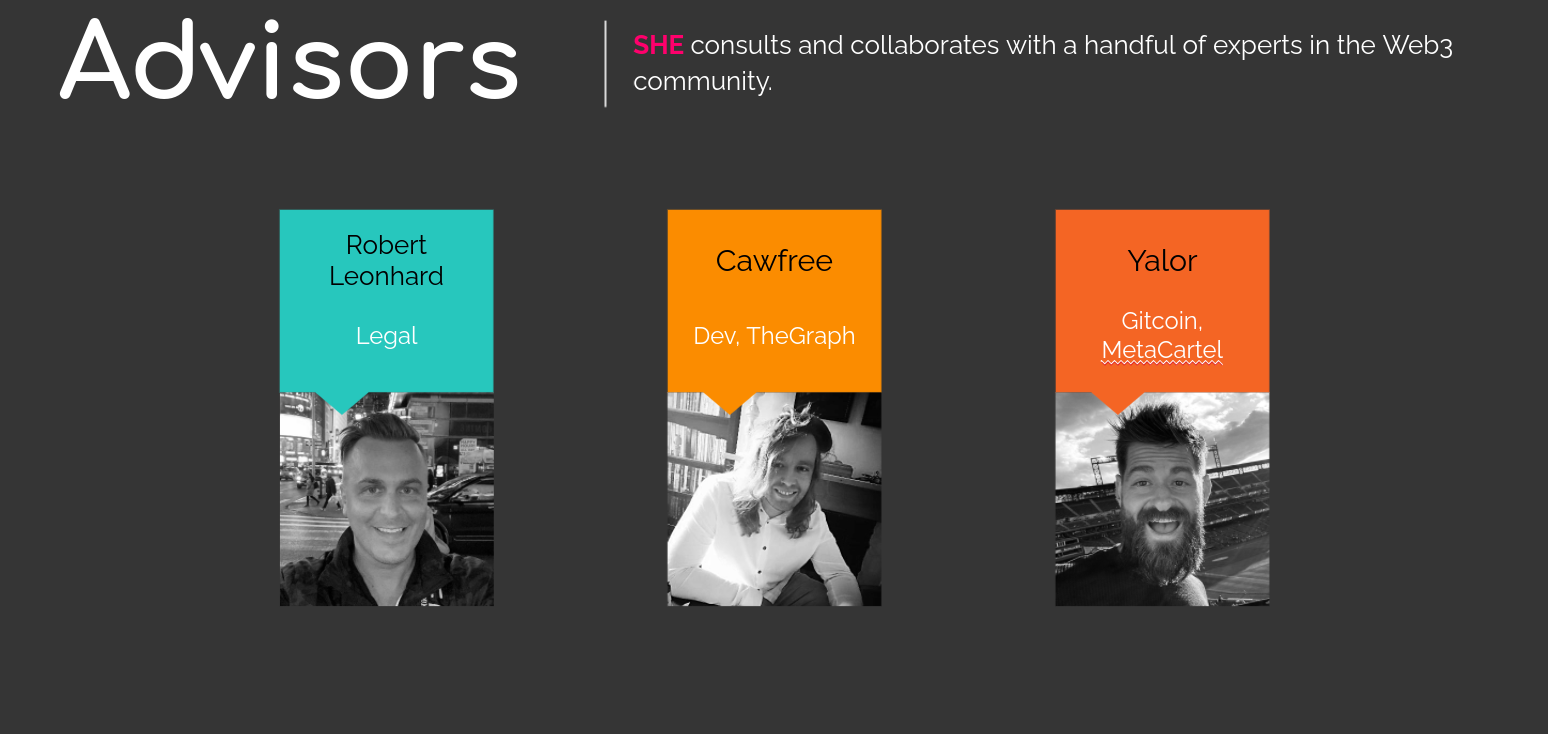 Advisors
SHE consults and collaborates with a handful of experts in the Web3
community.
Robert
Leonhard
Legal
Cawfree
Dev, TheGraph
Yalor
Gitcoin,
MetaCartel